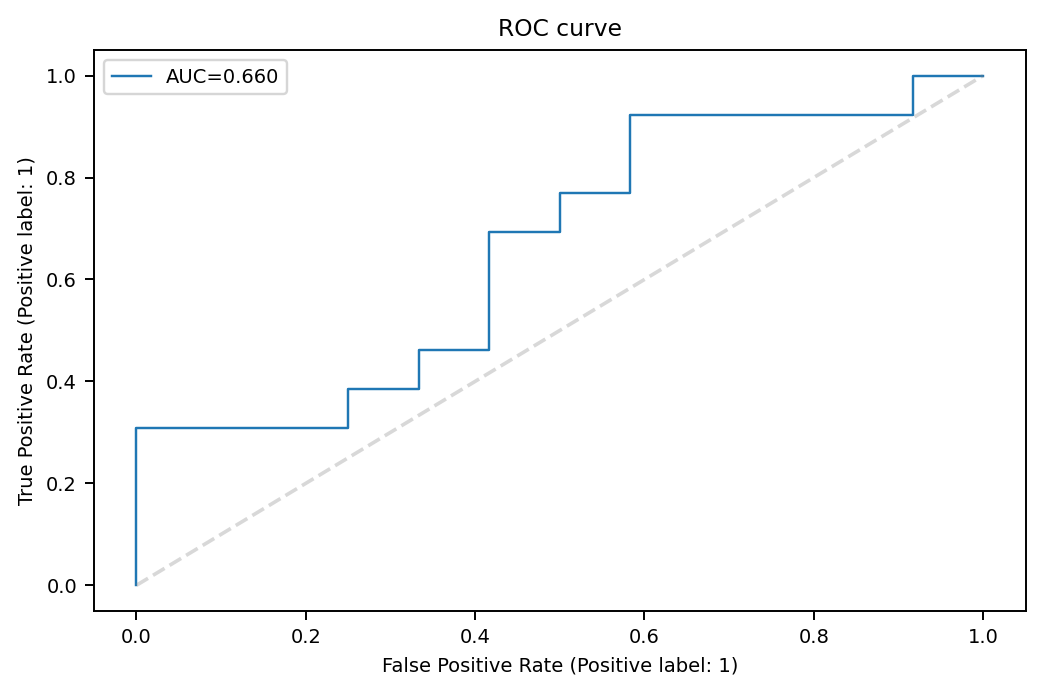 ROC curve
AUC=0.660
True Positive Rate (Positive label: 1)
1.0
0.8
0.6
0.4
0.2
0.0
0.0 0.2 0.4 0.6 0.8 1.0
False Positive Rate (Positive label: 1)